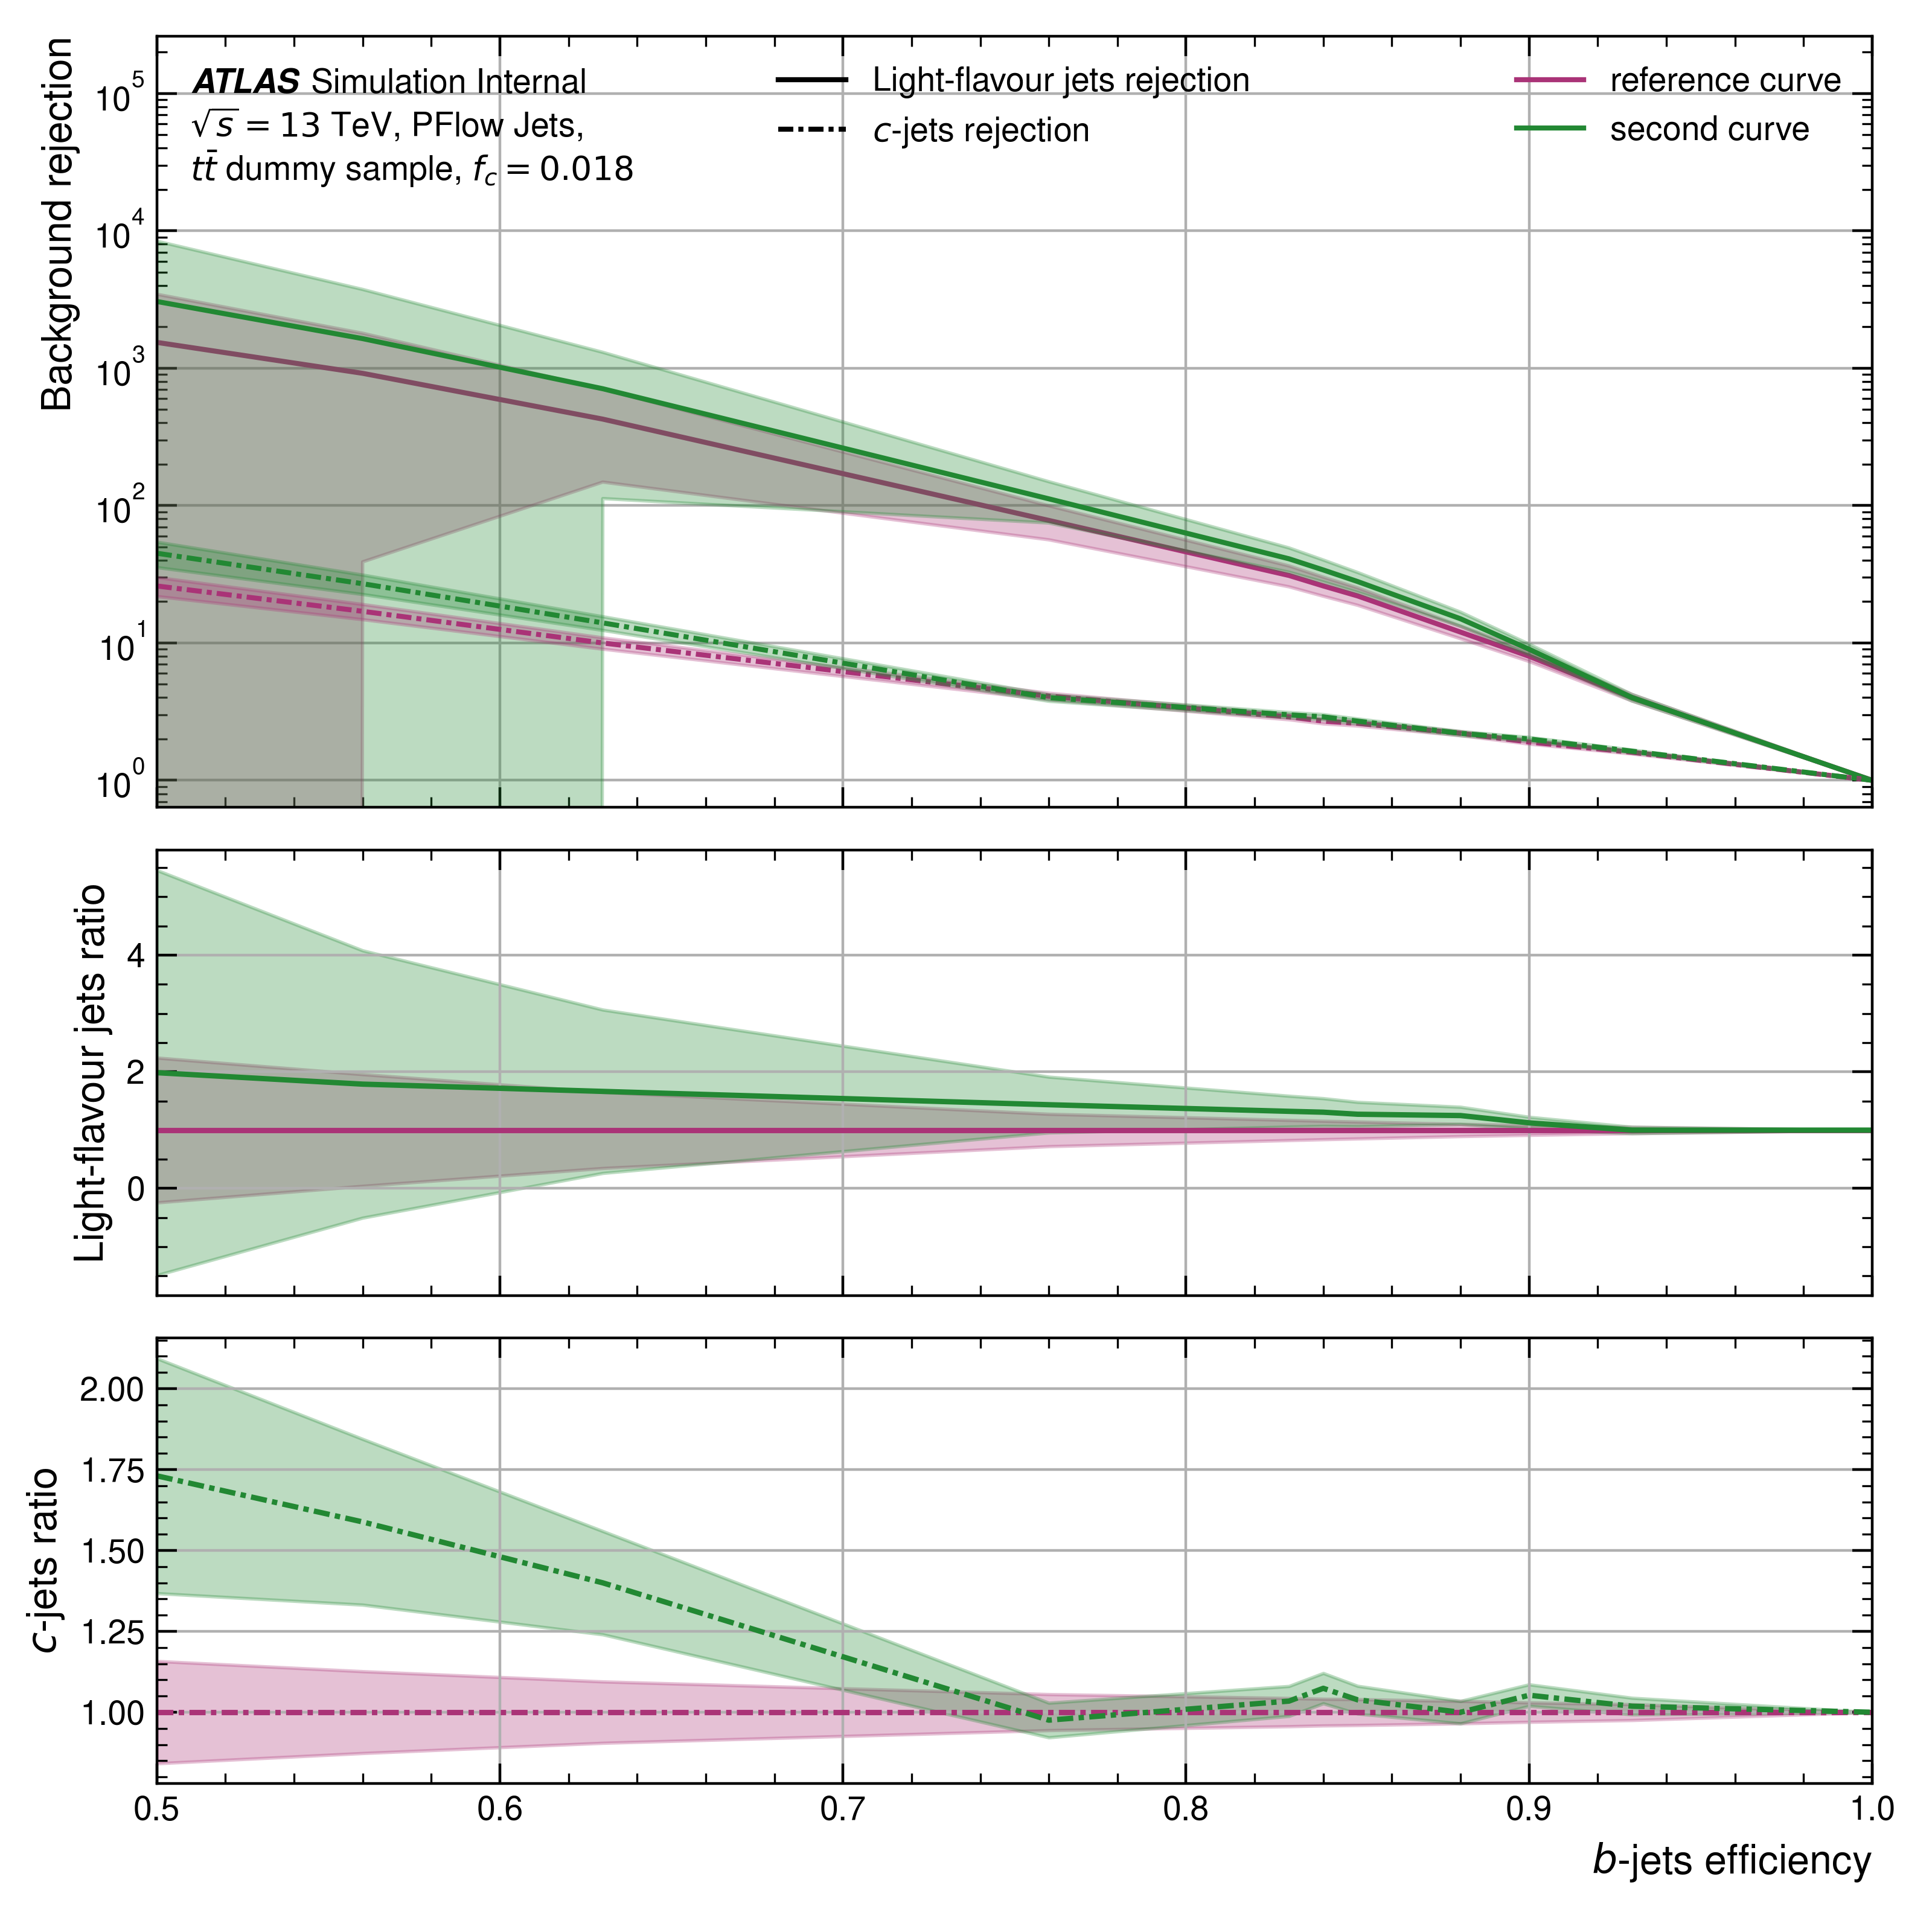 Background rejection
10^5
10^4
10^3
10^2
10^1
10^0
ATLAS Simulation Internal
√s = 13 TeV, PFlow Jets,
tt̄ dummy sample, f_c = 0.018
Light-flavour jets rejection
c-jets rejection
reference curve
second curve
Light-flavour jets ratio
4
2
0
c-jets ratio
2.00
1.75
1.50
1.25
1.00
0.5 0.6 0.7 0.8 0.9 1.0
b-jets efficiency